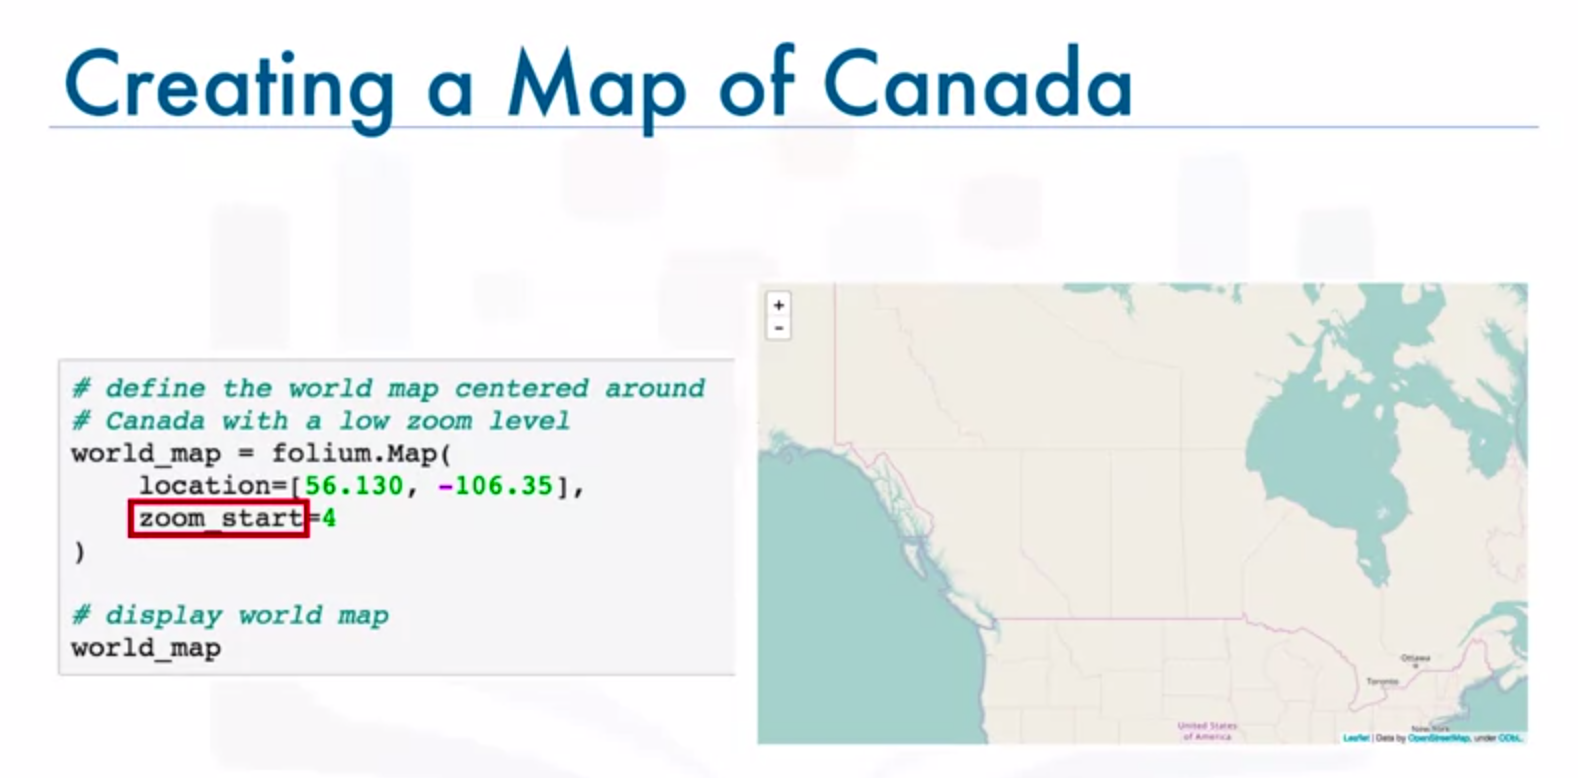 Creating a Map of Canada
# define the world map centered around
# Canada with a low zoom level
world_map = folium.Map(
    location=[56.130, -106.35],
    zoom_start=4
)
# display world map
world_map
+
-
Ottawa
Toronto
New York
United States
of America
Leaflet | Data by OpenStreetMap, under ODbL.